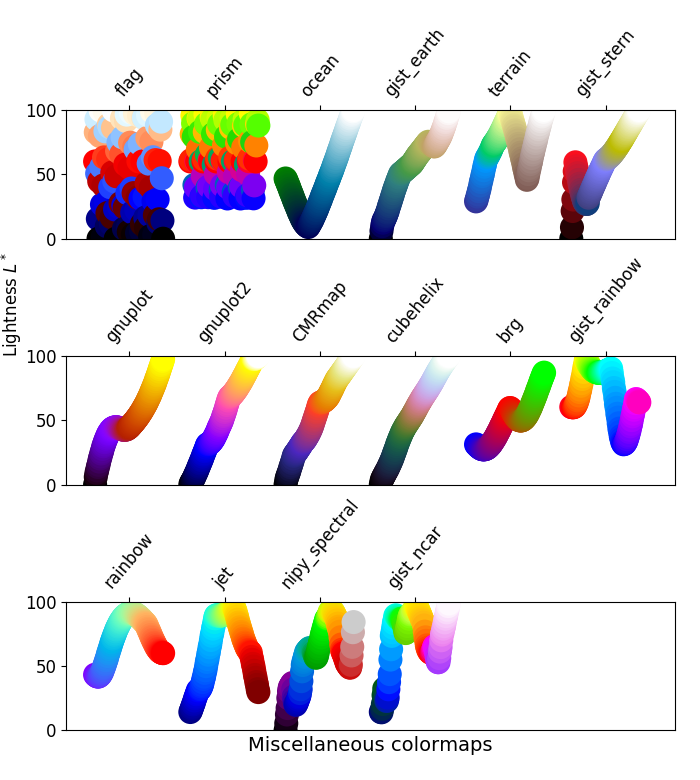 flag prism ocean gist_earth terrain gist_stern
100
50
0
Lightness L*
gnuplot gnuplot2 CMRmap cubehelix brg gist_rainbow
100
50
0
rainbow jet nipy_spectral gist_ncar
100
50
0
Miscellaneous colormaps